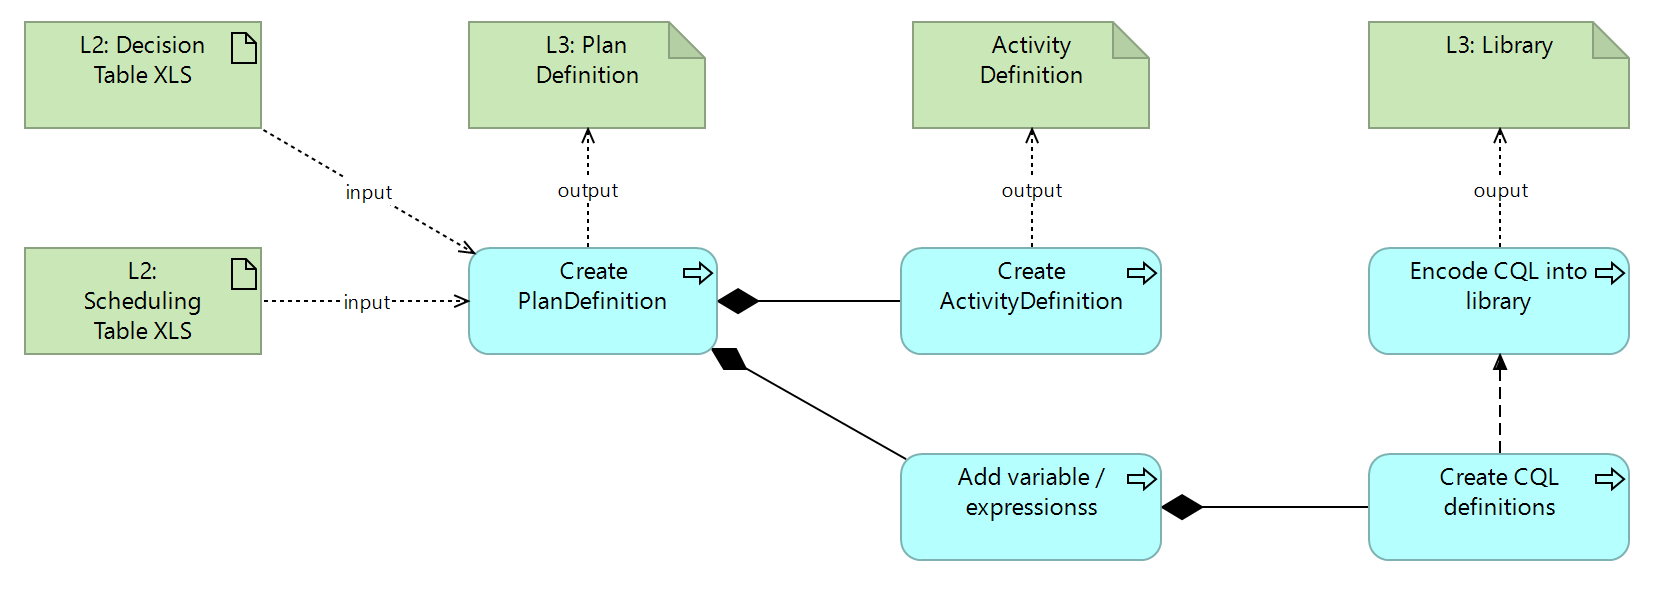 L2: Decision
Table XLS
L3: Plan
Definition
Activity
Definition
L3: Library
input
output
output
ouput
L2:
Scheduling
Table XLS
input
Create
PlanDefinition
Create
ActivityDefinition
Encode CQL into
library
Add variable /
expressionss
Create CQL
definitions